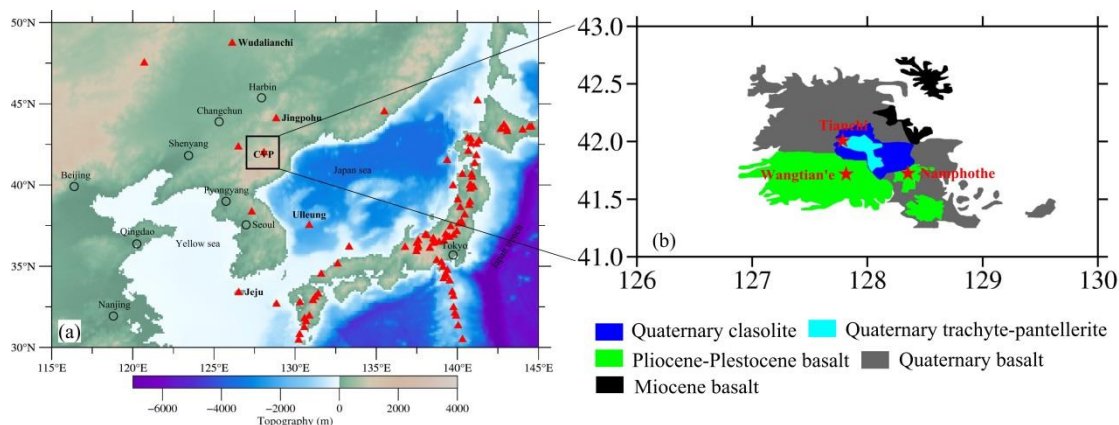 50°N
45°N
40°N
35°N
30°N
115°E
120°E
125°E
130°E
135°E
140°E
145°E
Wudalianchi
Harbin
Changchun
Jingpohu
Shenyang
Beijing
Pyongyang
Japan sea
Ulleung
Seoul
Qingdao
Yellow sea
Tokyo
Jeju
Nanjing
(a)
−6000
−4000
−2000
0
2000
4000
Topography (m)
43.0
42.5
42.0
41.5
41.0
126
127
128
129
130
Tianchi
Wangtian'e
Namphothe
(b)
Quaternary clasolite
Quaternary trachyte-pantellerite
Pliocene-Plestocene basalt
Quaternary basalt
Miocene basalt